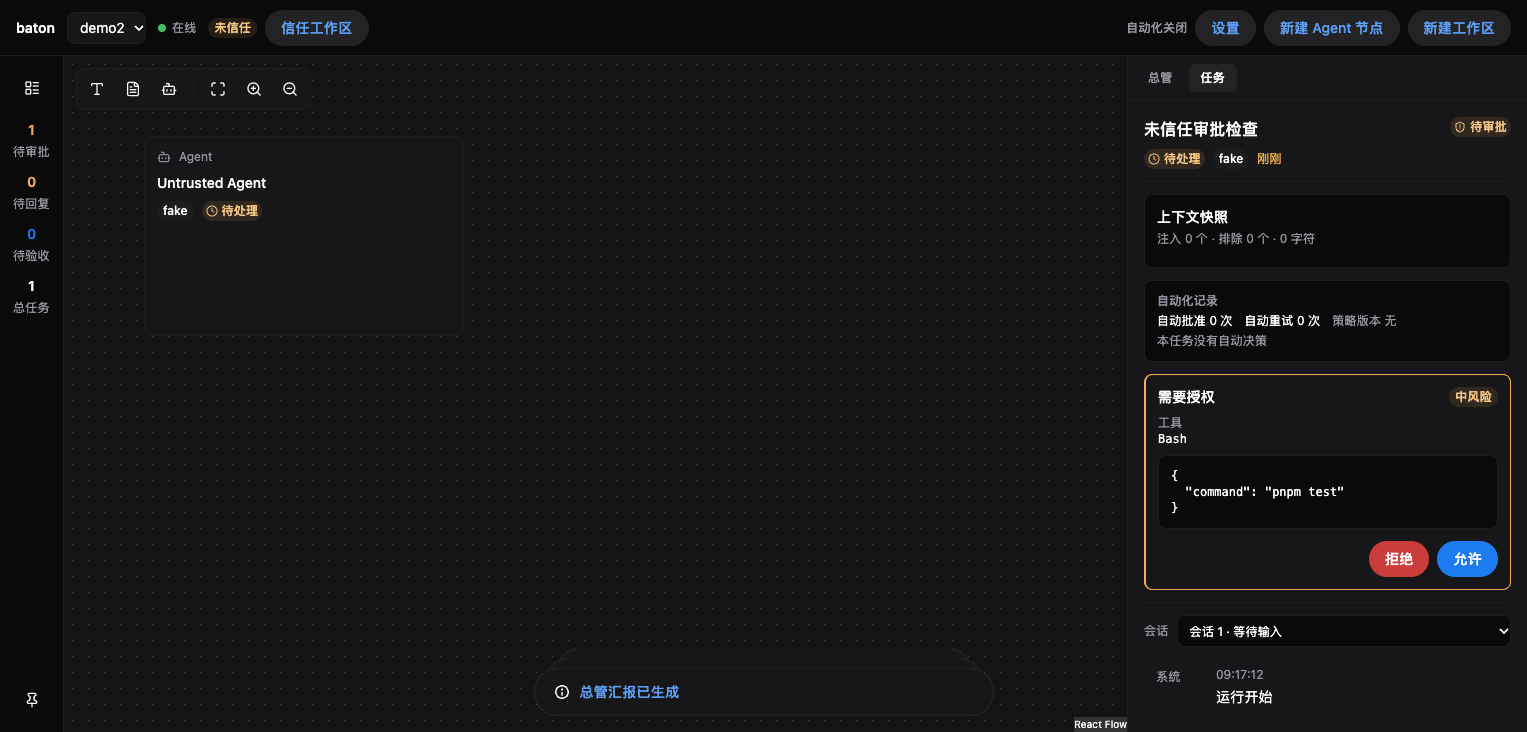 baton demo2 在线 未信任 信任工作区 自动化关闭 设置 新建 Agent 节点 新建工作区
1
待审批
0
待回复
0
待验收
1
总任务
Agent
Untrusted Agent
fake 待处理
总管汇报已生成
React Flow
总管 任务
未信任审批检查 待审批
待处理 fake 刚刚
上下文快照
注入 0 个 · 排除 0 个 · 0 字符
自动化记录
自动批准 0 次 自动重试 0 次 策略版本 无
本任务没有自动决策
需要授权 中风险
工具
Bash
{
"command": "pnpm test"
}
拒绝 允许
会话 会话 1 · 等待输入
系统 09:17:12
运行开始